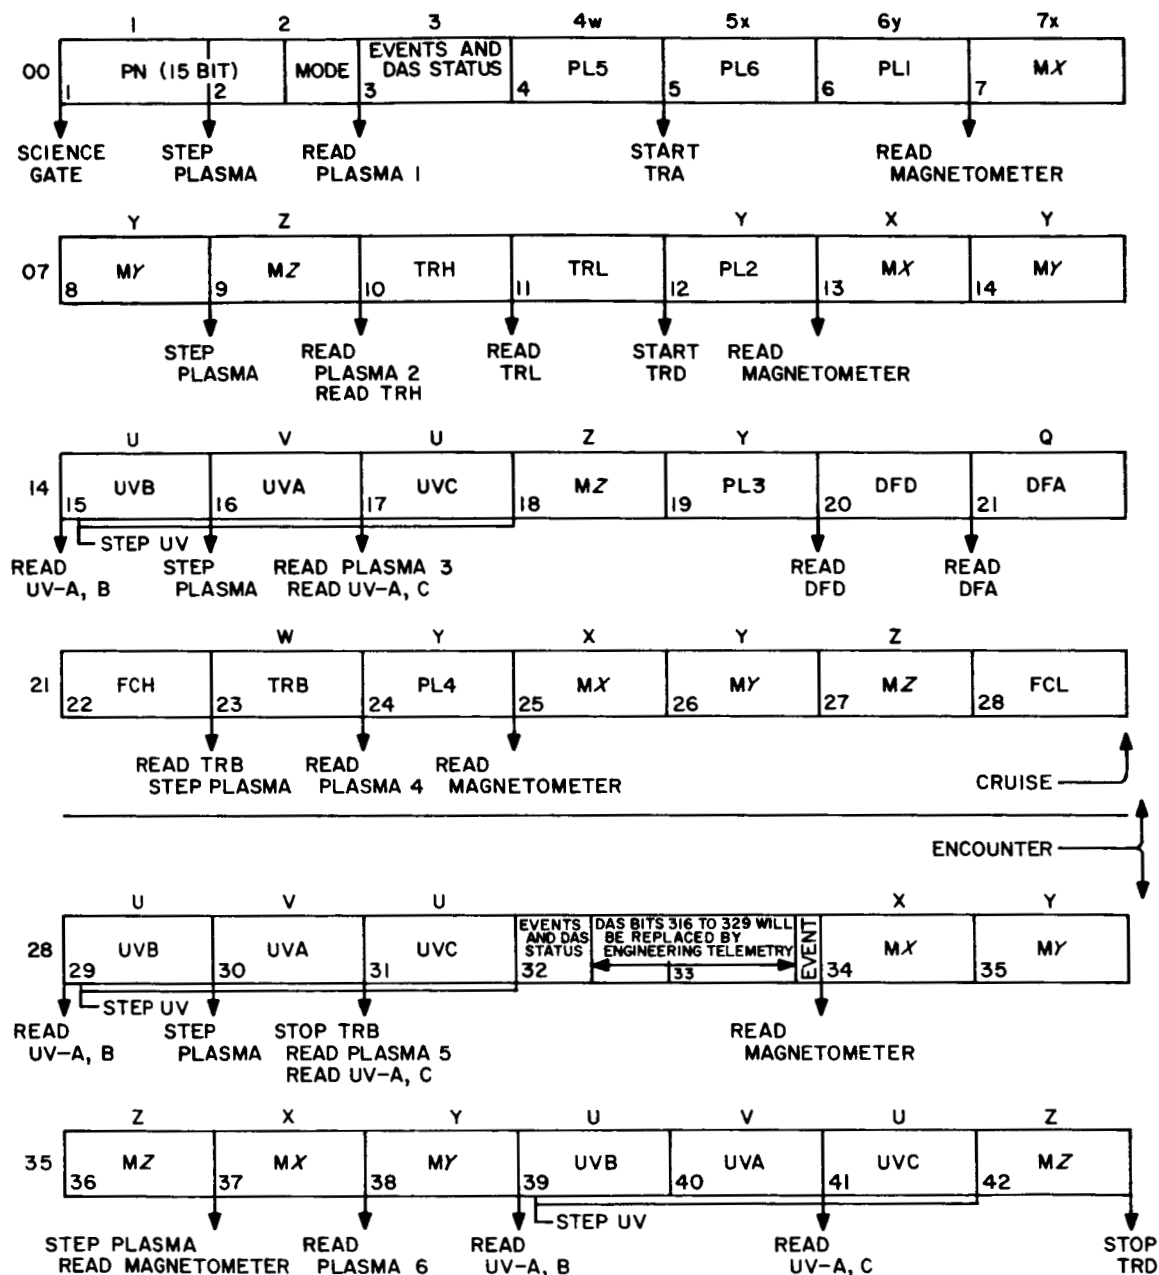 1 2 3 4w 5x 6y 7x
00 PN (15 BIT) MODE EVENTS AND DAS STATUS PL5 PL6 PL1 MX
1 2 3 4 5 6 7
SCIENCE GATE STEP PLASMA READ PLASMA 1 START TRA READ MAGNETOMETER
Y Z Y X Y
07 MY MZ TRH TRL PL2 MX MY
8 9 10 11 12 13 14
STEP PLASMA READ PLASMA 2 READ TRH READ TRL START TRD READ MAGNETOMETER
U V U Z Y Q
14 UVB UVA UVC MZ PL3 DFD DFA
15 16 17 18 19 20 21
STEP UV
READ UV-A, B STEP PLASMA READ PLASMA 3 READ UV-A, C READ DFD READ DFA
W Y X Y Z
21 FCH TRB PL4 MX MY MZ FCL
22 23 24 25 26 27 28
READ TRB STEP PLASMA READ PLASMA 4 READ MAGNETOMETER
CRUISE
ENCOUNTER
U V U X Y
28 UVB UVA UVC EVENTS AND DAS STATUS DAS BITS 316 TO 329 WILL BE REPLACED BY ENGINEERING TELEMETRY EVENT MX MY
29 30 31 32 33 34 35
STEP UV
READ UV-A, B STEP PLASMA STOP TRB READ PLASMA 5 READ UV-A, C READ MAGNETOMETER
Z X Y U V U Z
35 MZ MX MY UVB UVA UVC MZ
36 37 38 39 40 41 42
STEP UV
STEP PLASMA READ MAGNETOMETER READ PLASMA 6 READ UV-A, B READ UV-A, C STOP TRD